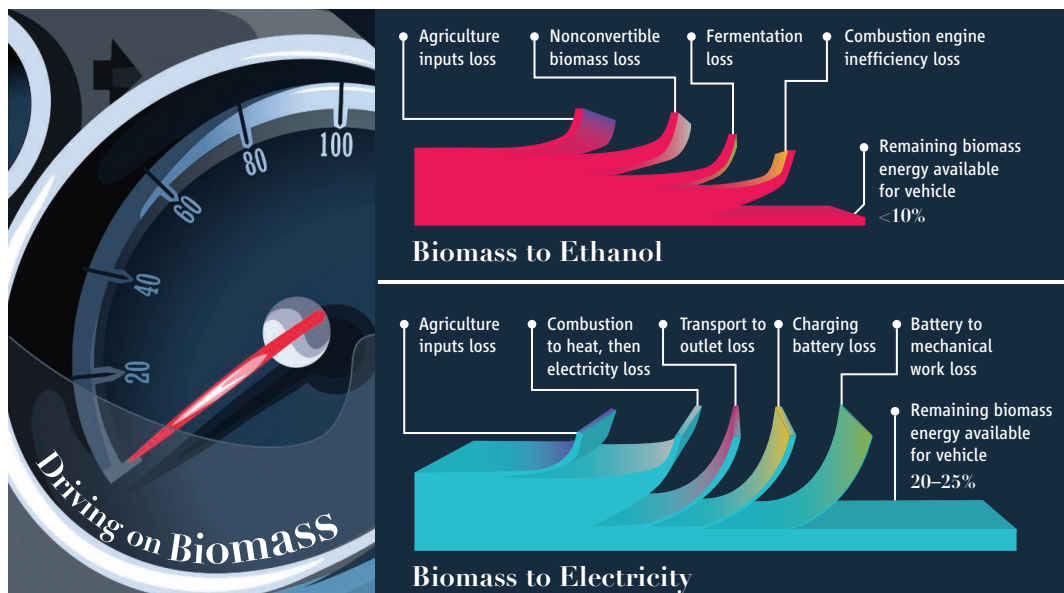 100
80
60
40
20
Driving on Biomass
Agriculture
inputs loss
Nonconvertible
biomass loss
Fermentation
loss
Combustion engine
inefficiency loss
Remaining biomass
energy available
for vehicle
<10%
Biomass to Ethanol
Agriculture
inputs loss
Combustion
to heat, then
electricity loss
Transport to
outlet loss
Charging
battery loss
Battery to
mechanical
work loss
Remaining biomass
energy available
for vehicle
20–25%
Biomass to Electricity